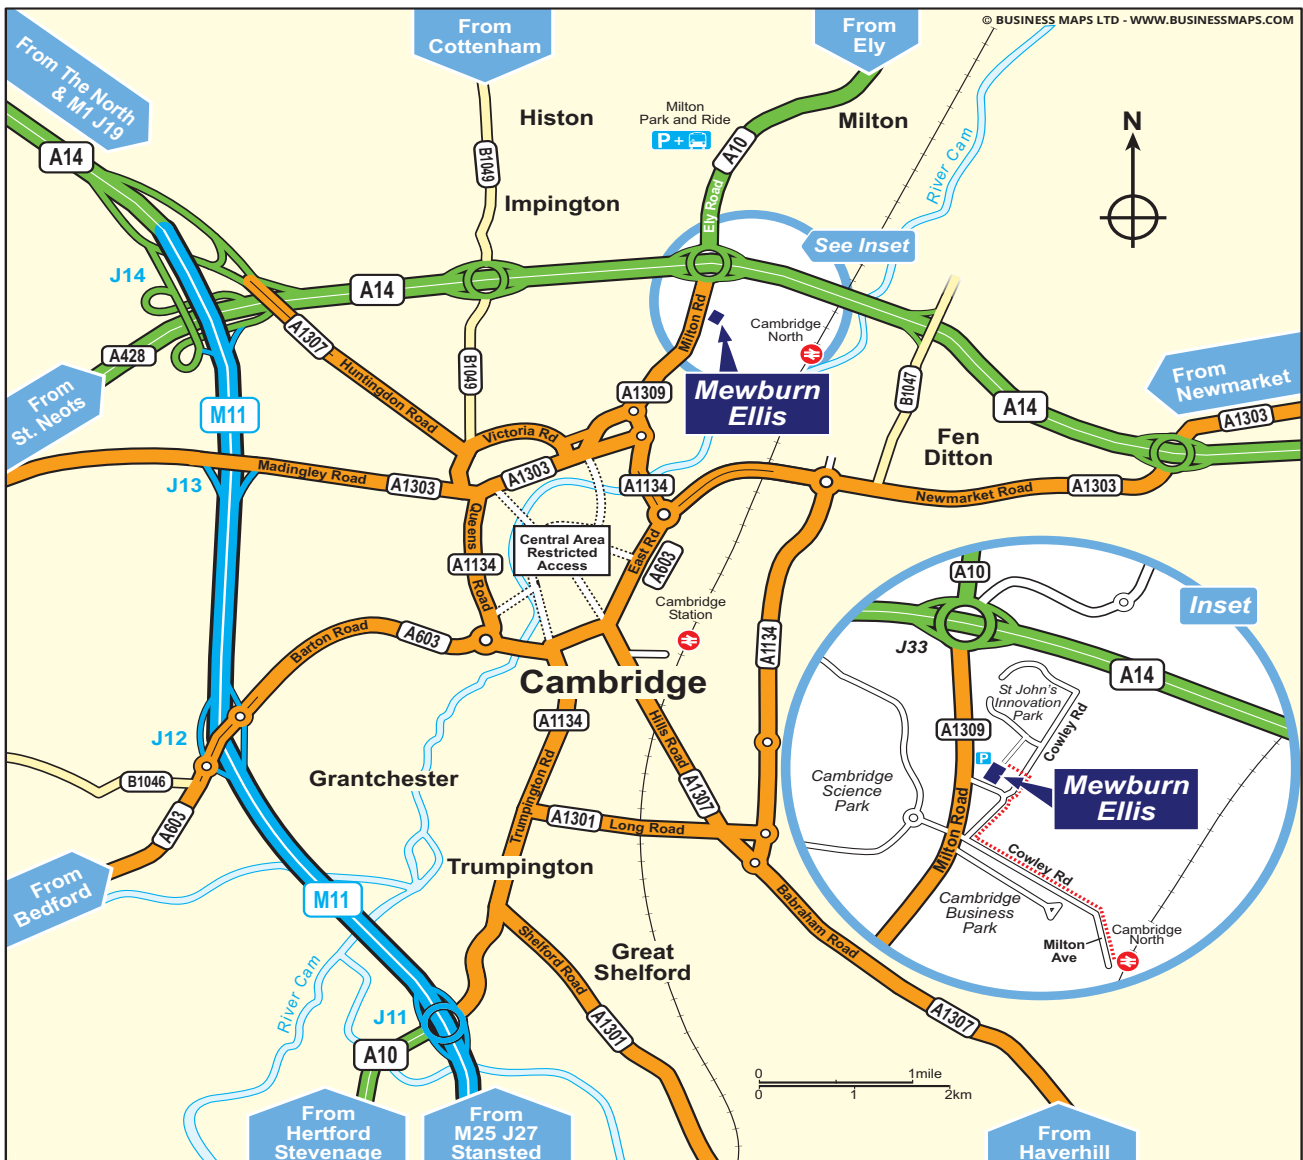 © BUSINESS MAPS LTD - WWW.BUSINESSMAPS.COM
From
Cottenham
From
Ely
From The North
& M1 J19
Histon
Milton
Park and Ride
P +
Milton
N
A14
B1049
A10
River Cam
Impington
Ely Road
See Inset
J14
A14
A1307
A428
B1049
Milton Rd
Cambridge
North
From
Newmarket
From
St. Neots
Huntingdon Road
M11
A1309
Mewburn
Ellis
B1047
A14
A1303
Victoria Rd
Fen
Ditton
Madingley Road
A1303
A1303
J13
A1134
Newmarket Road
A1303
Queens
Road
A1134
Central Area
Restricted
Access
East Rd
A603
Cambridge
Station
A1134
Barton Road
A603
Cambridge
A1134
Hills Road
J12
B1046
A603
Grantchester
Trumpington Rd
A1307
A1301
Long Road
Trumpington
From
Bedford
M11
Babraham Road
Shelford Road
Great
Shelford
River Cam
J11
A10
A1301
A1307
0
1mile
0
1
2km
From
Hertford
Stevenage
From
M25 J27
Stansted
From
Haverhill
Inset
A10
J33
A14
St John's
Innovation
Park
A1309
Cowley Rd
P
Cambridge
Science
Park
Mewburn
Ellis
Milton Road
Cowley Rd
Cambridge
Business
Park
Milton
Ave
Cambridge
North